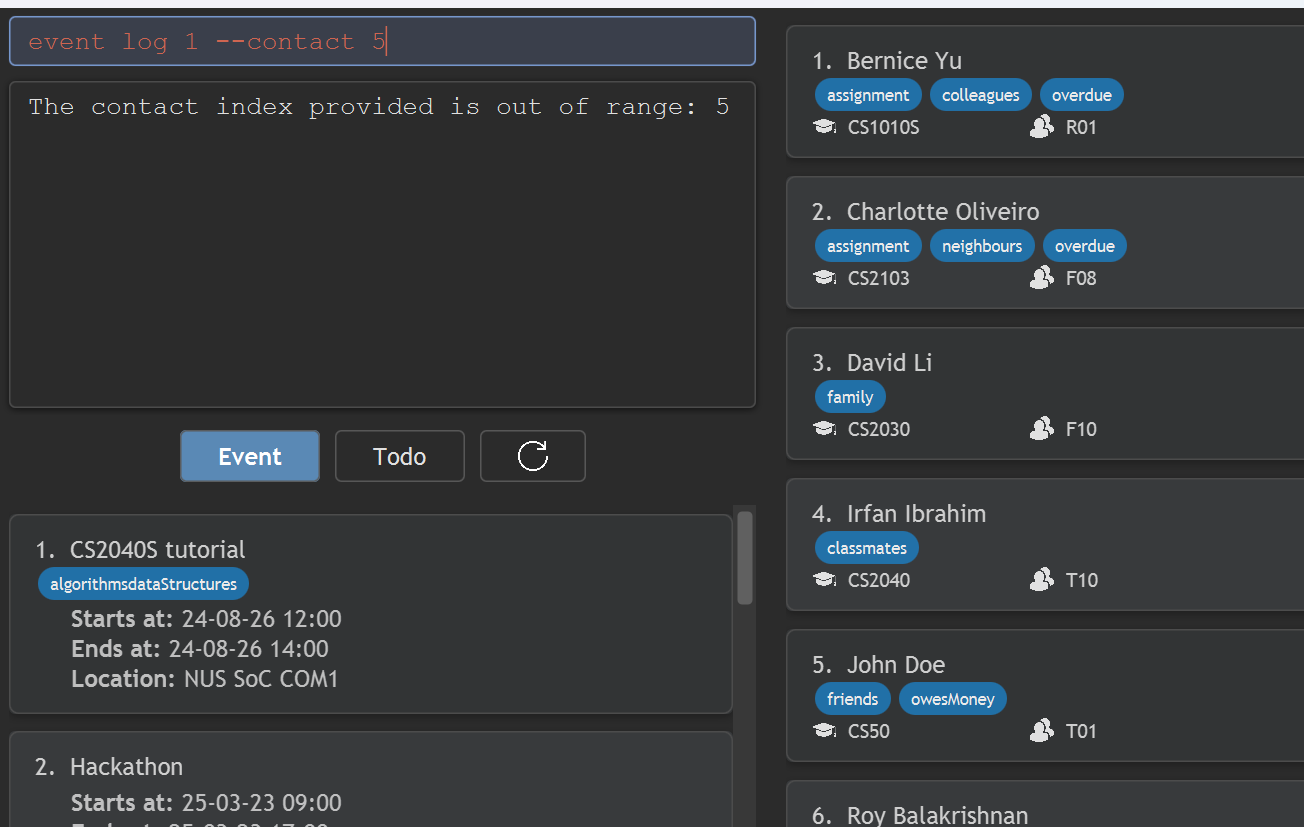 event log 1 --contact 5
The contact index provided is out of range: 5
Event
Todo
1. CS2040S tutorial
algorithmsdataStructures
Starts at: 24-08-26 12:00
Ends at: 24-08-26 14:00
Location: NUS SoC COM1
2. Hackathon
Starts at: 25-03-23 09:00
1. Bernice Yu
assignment colleagues overdue
CS1010S R01
2. Charlotte Oliveiro
assignment neighbours overdue
CS2103 F08
3. David Li
family
CS2030 F10
4. Irfan Ibrahim
classmates
CS2040 T10
5. John Doe
friends owesMoney
CS50 T01
6. Roy Balakrishnan